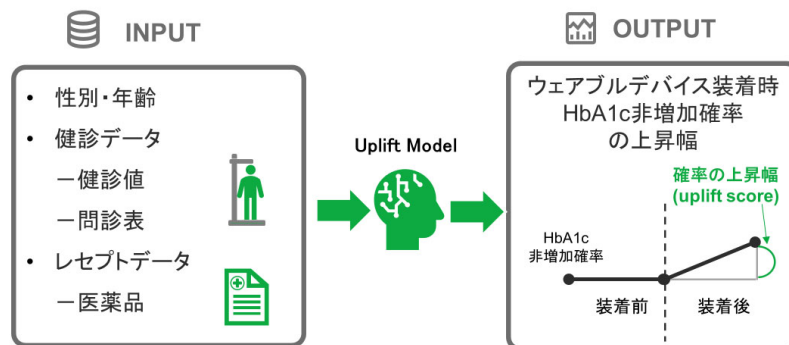 INPUT
• 性別・年齢
• 健診データ
－健診値
－問診表
• レセプトデータ
－医薬品
Uplift Model
OUTPUT
ウェアブルデバイス装着時
HbA1c非増加確率
の上昇幅
確率の上昇幅
(uplift score)
HbA1c
非増加確率
装着前
装着後